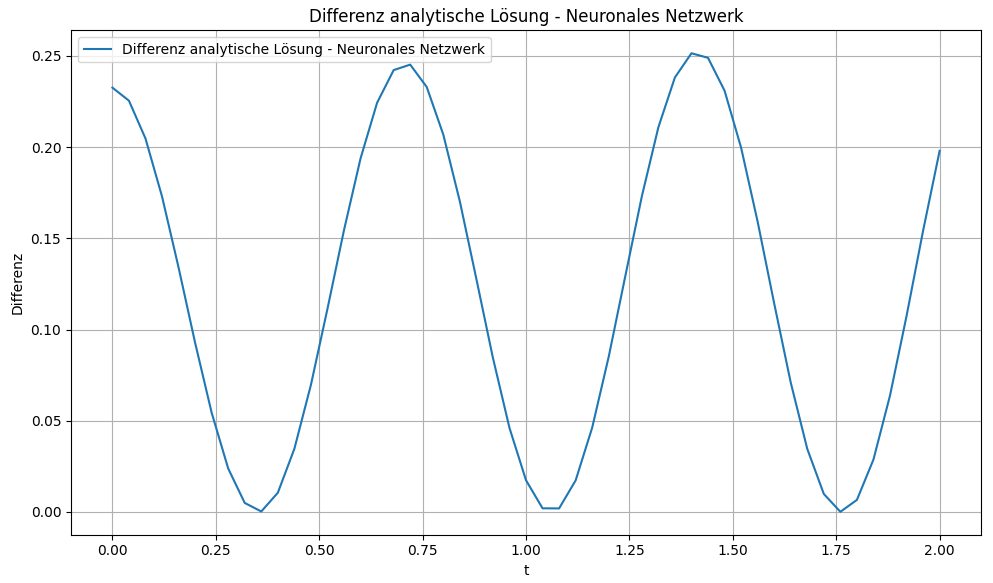 Differenz analytische Lösung - Neuronales Netzwerk
Differenz analytische Lösung - Neuronales Netzwerk
0.25
0.20
0.15
0.10
0.05
0.00
Differenz
0.00 0.25 0.50 0.75 1.00 1.25 1.50 1.75 2.00
t